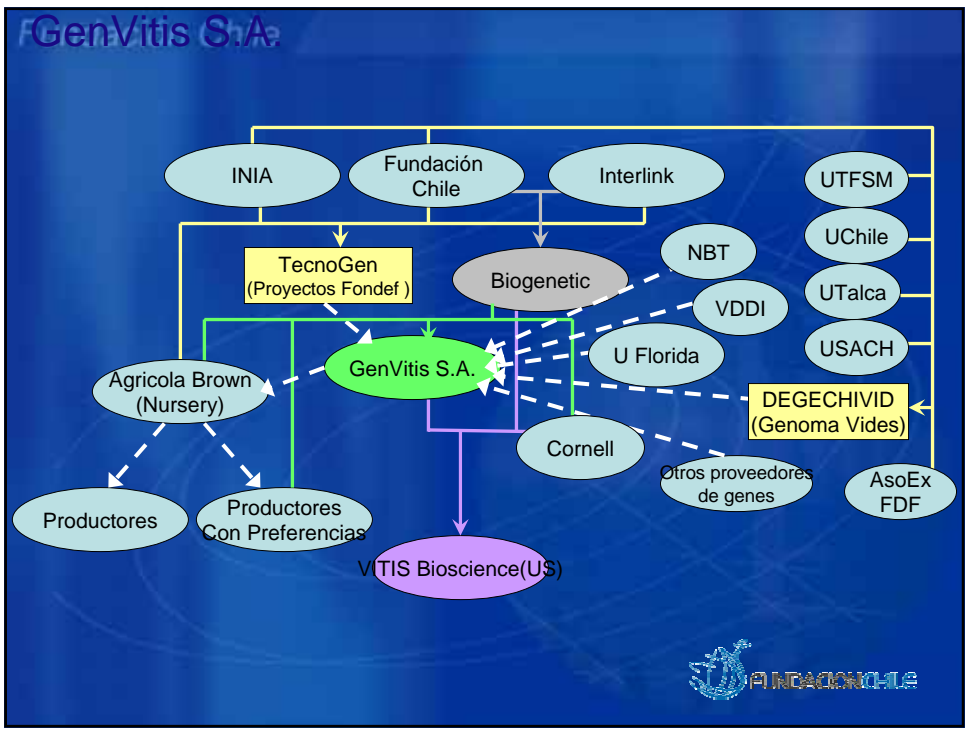 GenVitis S.A.
Fundación Chile
INIA
Fundación
Chile
Interlink
UTFSM
UChile
UTalca
USACH
TecnoGen
(Proyectos Fondef )
Biogenetic
NBT
VDDI
U Florida
GenVitis S.A.
Agricola Brown
(Nursery)
DEGECHIVID
(Genoma Vides)
Cornell
Otros proveedores
de genes
AsoEx
FDF
Productores
Productores
Con Preferencias
VITIS Bioscience(US)
FUNDACIONCHILE